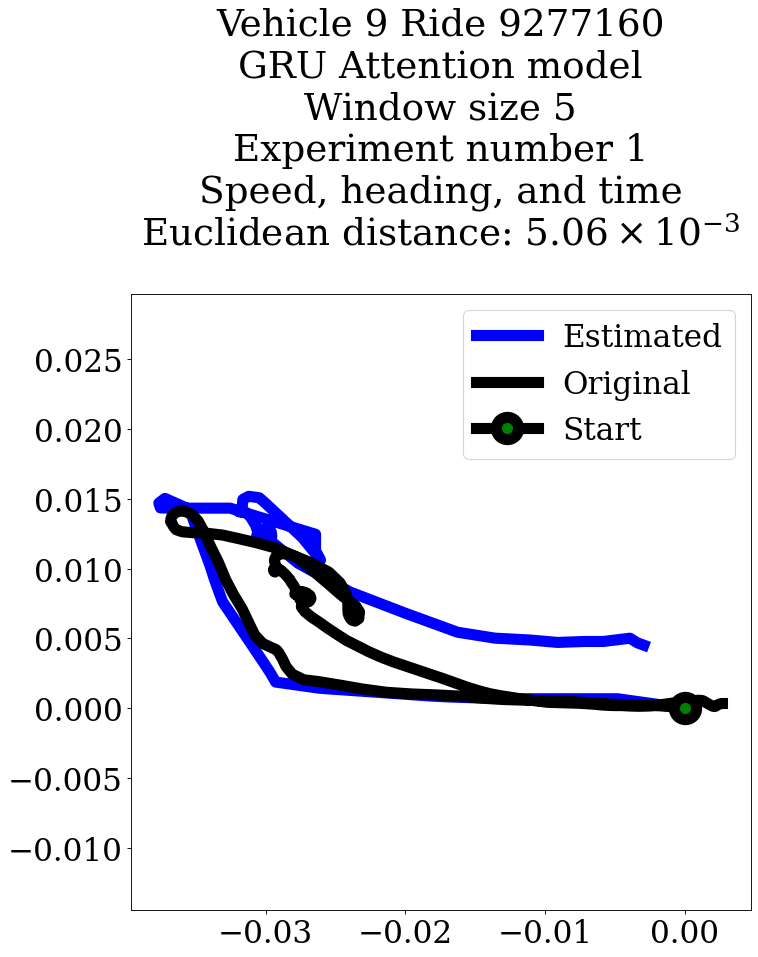 Vehicle 9 Ride 9277160
GRU Attention model
Window size 5
Experiment number 1
Speed, heading, and time
Euclidean distance: 5.06 × 10⁻³
Estimated
Original
Start
0.025
0.020
0.015
0.010
0.005
0.000
−0.005
−0.010
−0.03 −0.02 −0.01 0.00